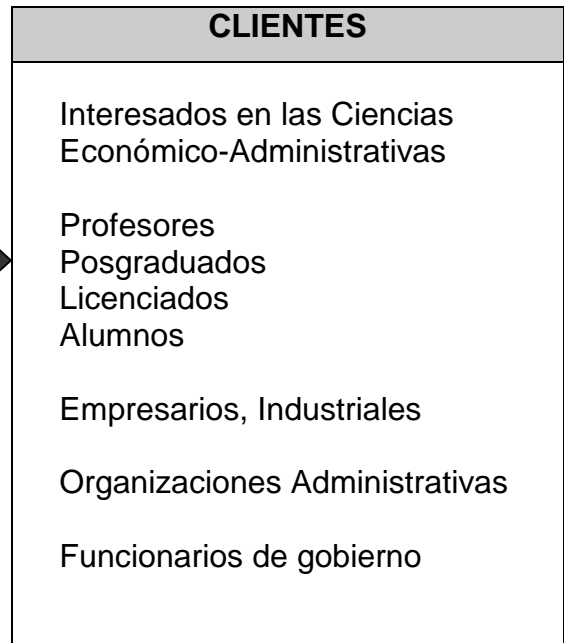 CLIENTES
Interesados en las Ciencias
Económico-Administrativas
Profesores
Posgraduados
Licenciados
Alumnos
Empresarios, Industriales
Organizaciones Administrativas
Funcionarios de gobierno